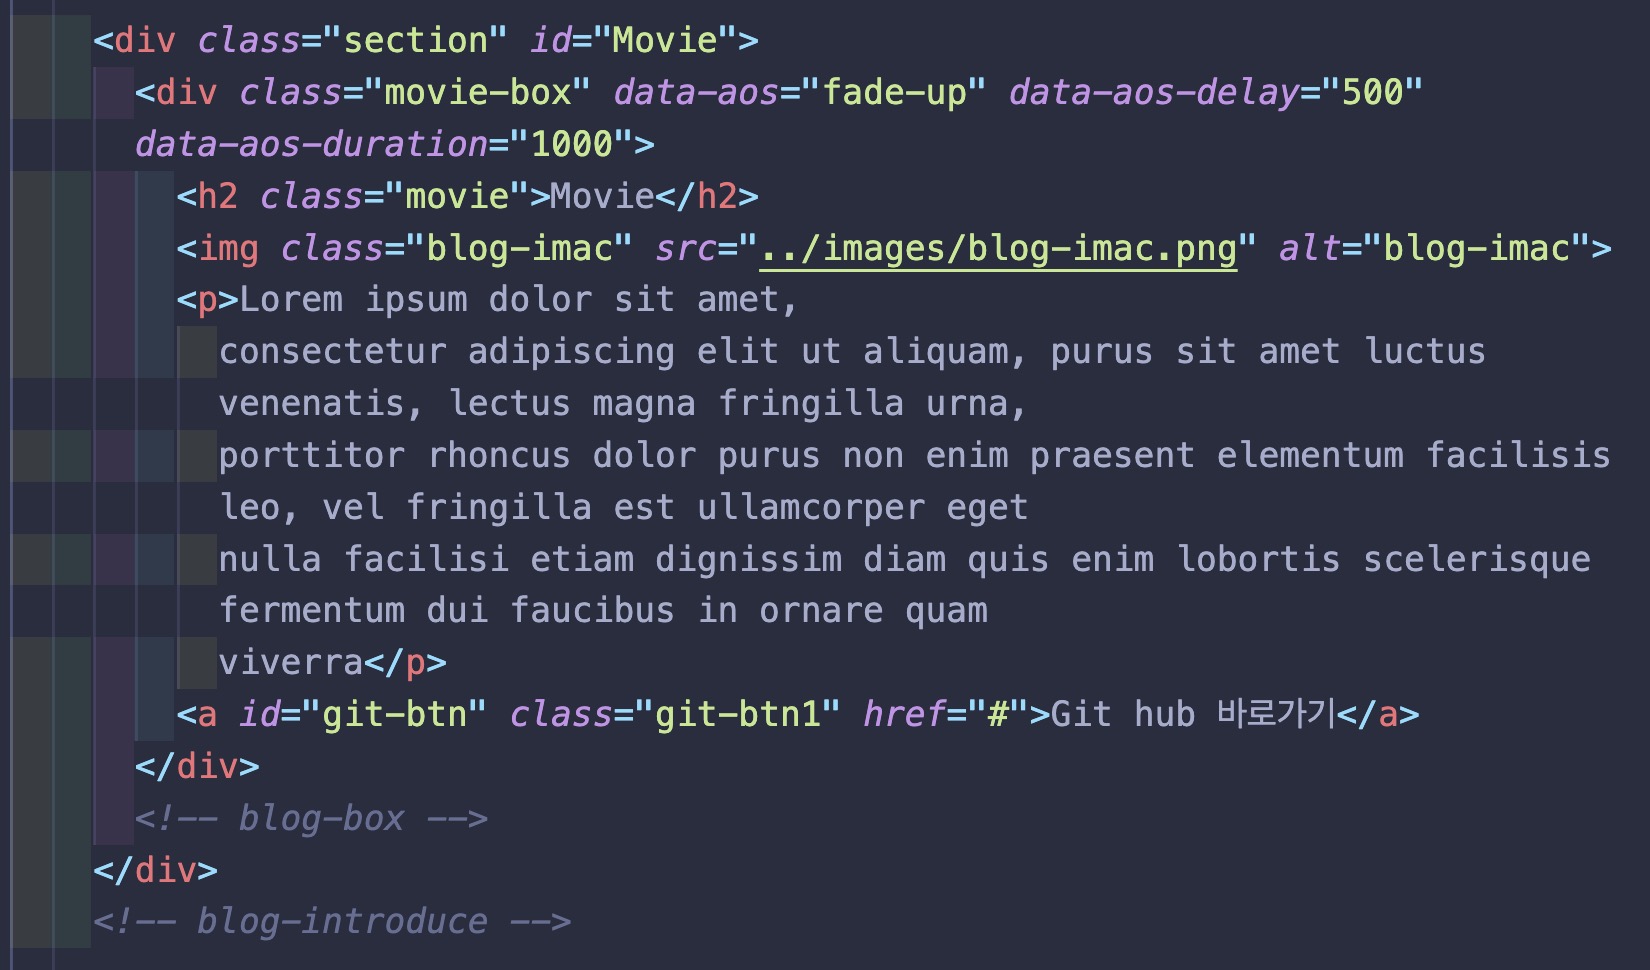 <div class="section" id="Movie">
<div class="movie-box" data-aos="fade-up" data-aos-delay="500"
data-aos-duration="1000">
<h2 class="movie">Movie</h2>
<img class="blog-imac" src="../images/blog-imac.png" alt="blog-imac">
<p>Lorem ipsum dolor sit amet,
consectetur adipiscing elit ut aliquam, purus sit amet luctus
venenatis, lectus magna fringilla urna,
porttitor rhoncus dolor purus non enim praesent elementum facilisis
leo, vel fringilla est ullamcorper eget
nulla facilisi etiam dignissim diam quis enim lobortis scelerisque
fermentum dui faucibus in ornare quam
viverra</p>
<a id="git-btn" class="git-btn1" href="#">Git hub 바로가기</a>
</div>
<!-- blog-box -->
</div>
<!-- blog-introduce -->